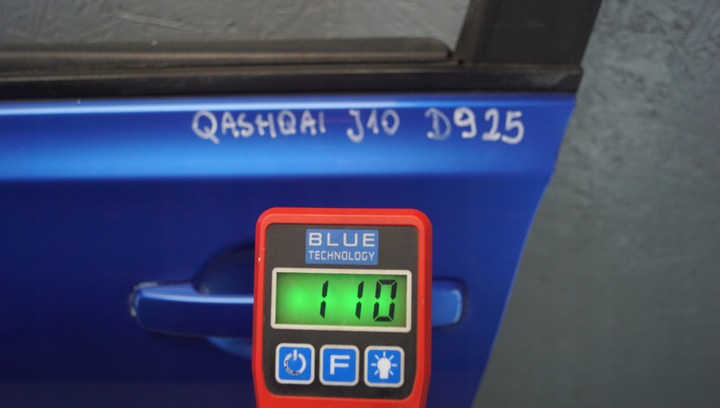 QASHQAI J10 D925
BLUE
TECHNOLOGY
110
F